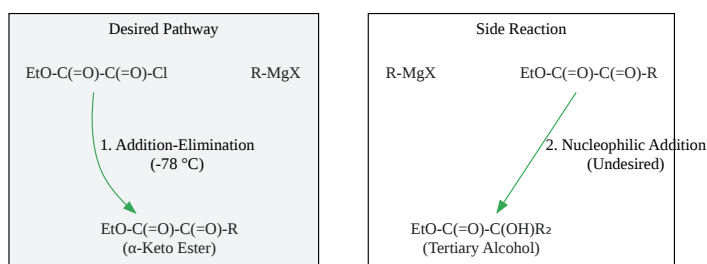 Desired Pathway
EtO-C(=O)-C(=O)-Cl
R-MgX
1. Addition-Elimination
(-78 °C)
EtO-C(=O)-C(=O)-R
(α-Keto Ester)
Side Reaction
R-MgX
EtO-C(=O)-C(=O)-R
2. Nucleophilic Addition
(Undesired)
EtO-C(=O)-C(OH)R₂
(Tertiary Alcohol)